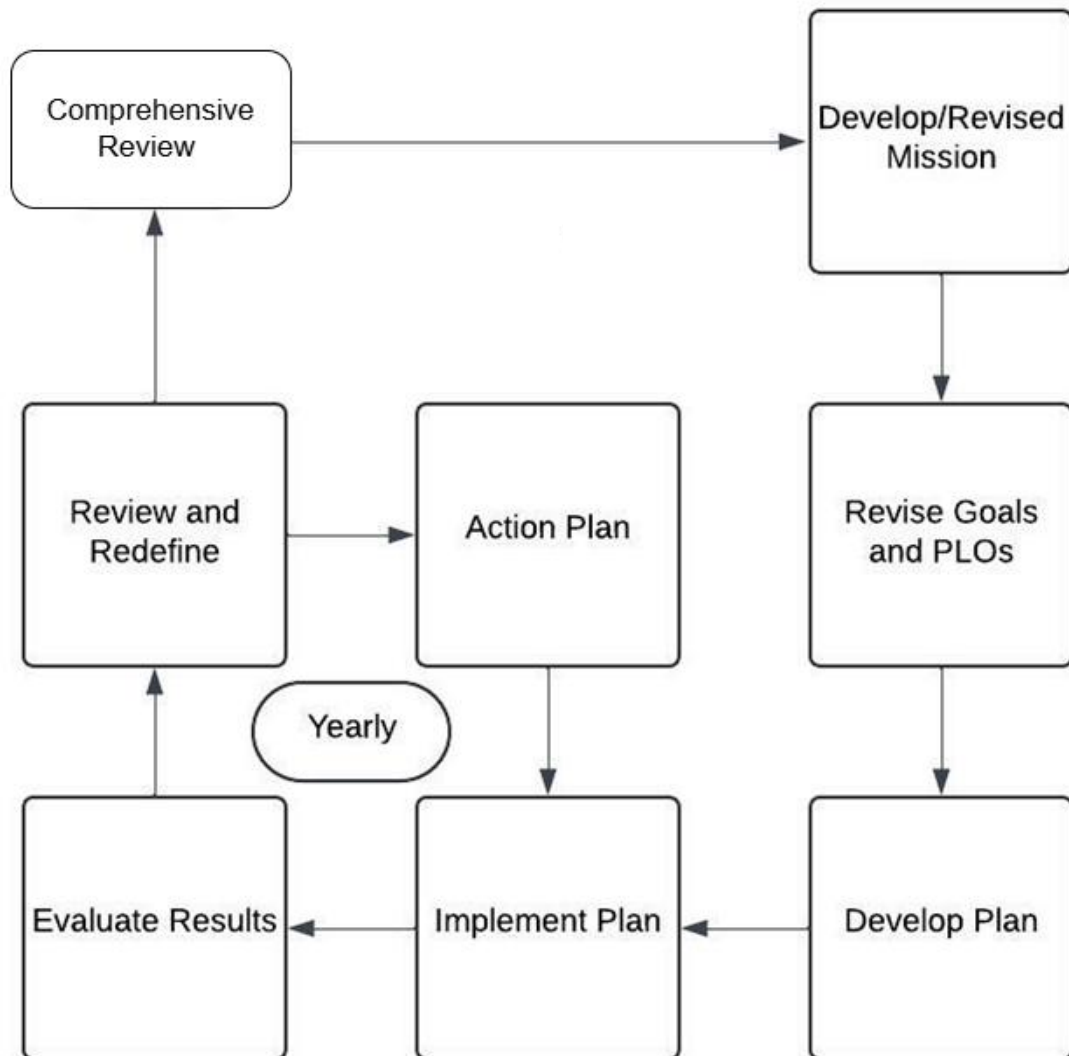 Comprehensive
Review
Develop/Revised
Mission
Review and
Redefine
Action Plan
Revise Goals
and PLOs
Yearly
Evaluate Results
Implement Plan
Develop Plan